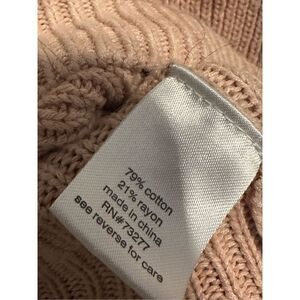 79% cotton
21% rayon
made in china
RN#73277
see reverse for care